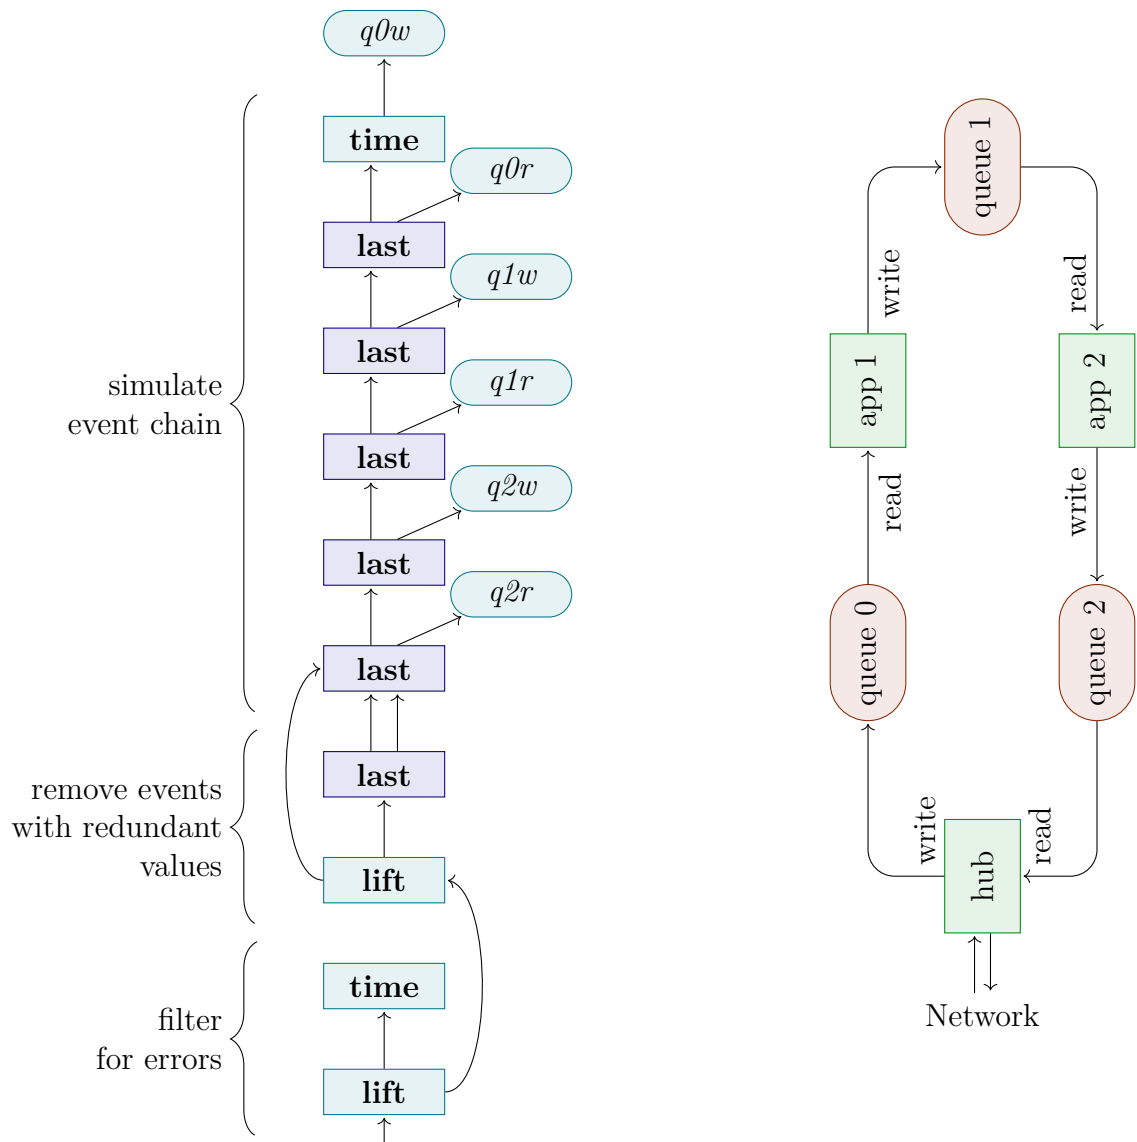 q0w
time
q0r
last
q1w
last
q1r
last
q2w
last
q2r
last
simulate
event chain
last
lift
remove events
with redundant
values
time
lift
filter
for errors
queue 1
write
read
app 1
app 2
read
write
queue 0
queue 2
write
read
hub
Network